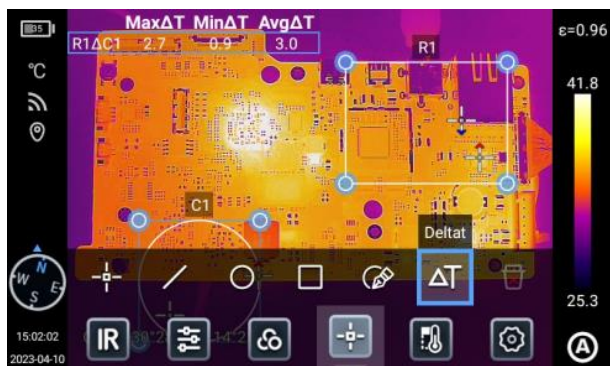 35
MaxΔT MinΔT AvgΔT
R1ΔC1 2.7 0.9 3.0
ε=0.96
R1
°C
41.8
C1
Deltat
N
W
E
S
ΔT
25.3
IR
A
15:02:02
2023-04-10